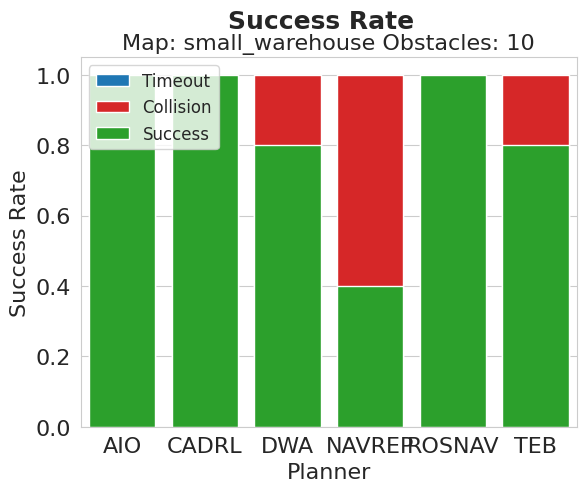 Success Rate
Map: small_warehouse Obstacles: 10
Timeout
Collision
Success
1.0
0.8
0.6
0.4
0.2
0.0
Success Rate
AIO CADRL DWA NAVREP ROSNAV TEB
Planner